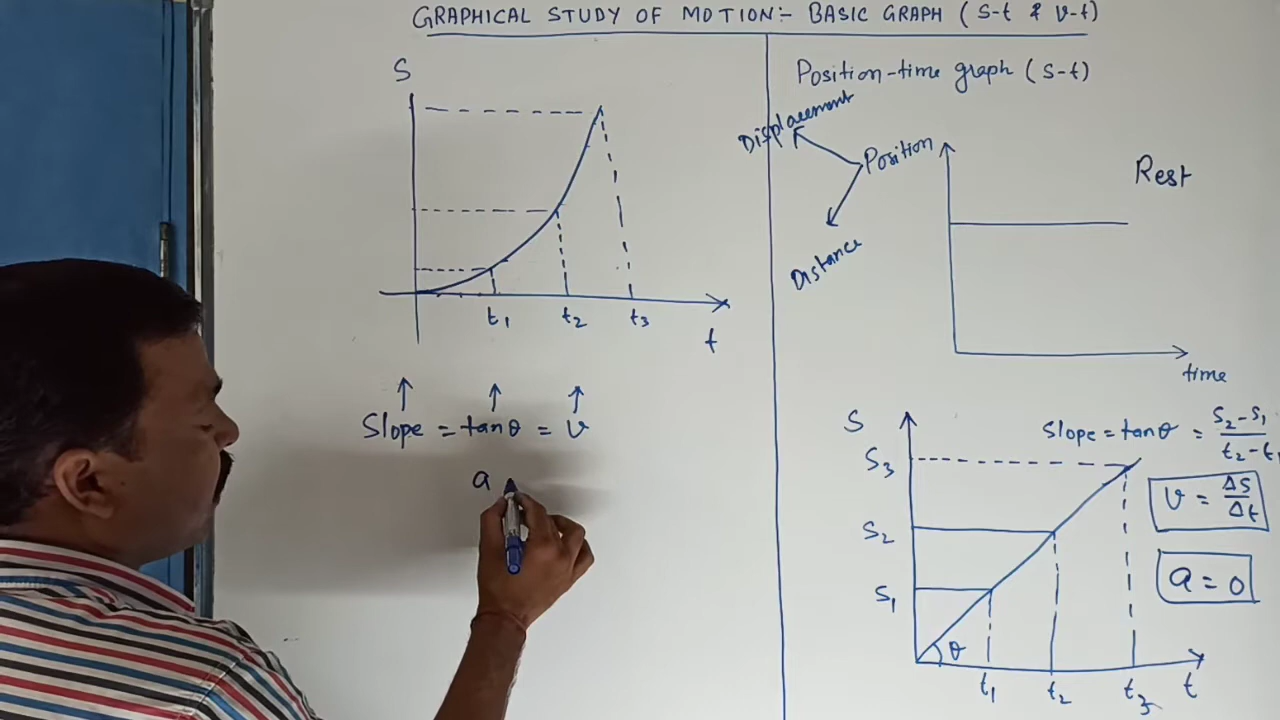 GRAPHICAL STUDY OF MOTION:- BASIC GRAPH (S-t & v-t)
S
t₁ t₂ t₃
t
↑ ↑ ↑
Slope = tanθ = v
a
Position-time graph (S-t)
Displacement
Position
Distance
Rest
time
Slope = tanθ = S₂-S₁
t₂-t₁
S
S₃
S₂
S₁
θ
t₁ t₂ t₃ t
v = Δs
Δt
a = 0